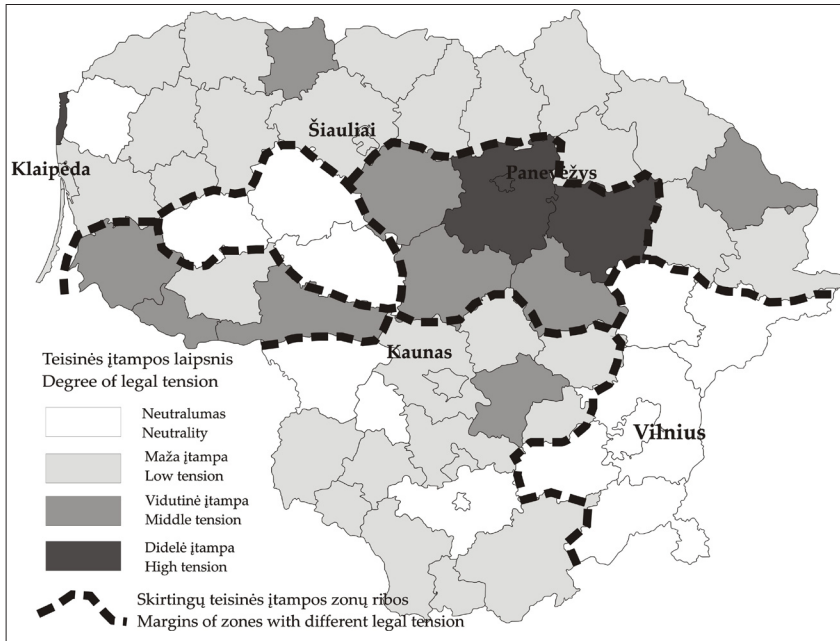 Šiauliai
Klaipėda
Panevėžys
Kaunas
Vilnius
Teisinės įtampos laipsnis
Degree of legal tension
Neutralumas
Neutrality
Maža įtampa
Low tension
Vidutinė įtampa
Middle tension
Didelė įtampa
High tension
Skirtingų teisinės įtampos zonų ribos
Margins of zones with different legal tension